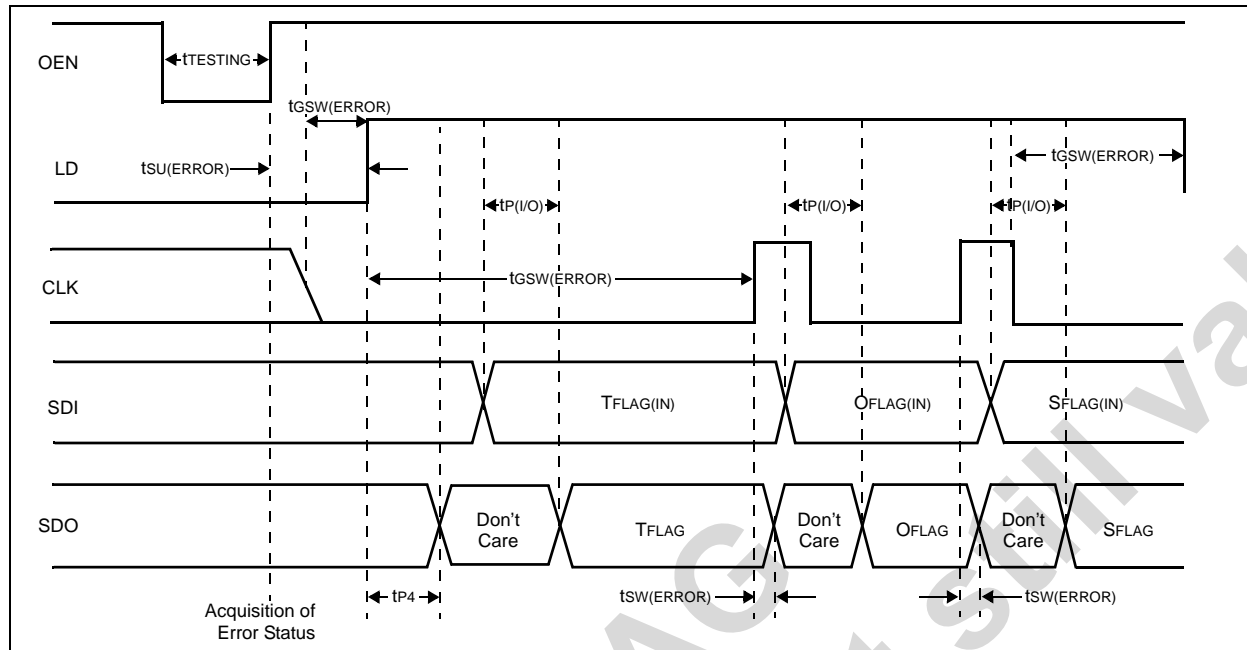 OEN
tTESTING
tGSW(ERROR)
LD
tSU(ERROR)
tGSW(ERROR)
tP(I/O)
tP(I/O)
tP(I/O)
CLK
tGSW(ERROR)
SDI
TFLAG(IN)
OFLAG(IN)
SFLAG(IN)
SDO
Don't
Care
TFLAG
Don't
Care
OFLAG
Don't
Care
SFLAG
tP4
tSW(ERROR)
tSW(ERROR)
Acquisition of
Error Status
AG
still